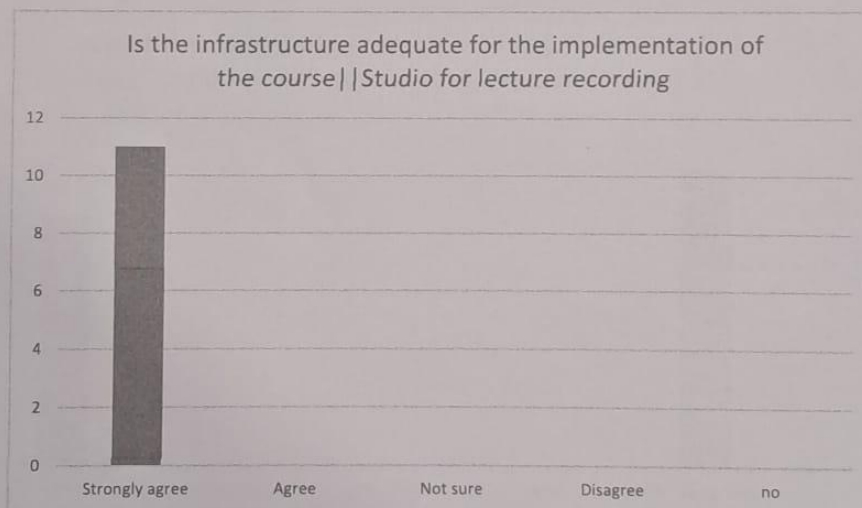 Is the infrastructure adequate for the implementation of
the course||Studio for lecture recording
12
10
8
6
4
2
0
Strongly agree Agree Not sure Disagree no